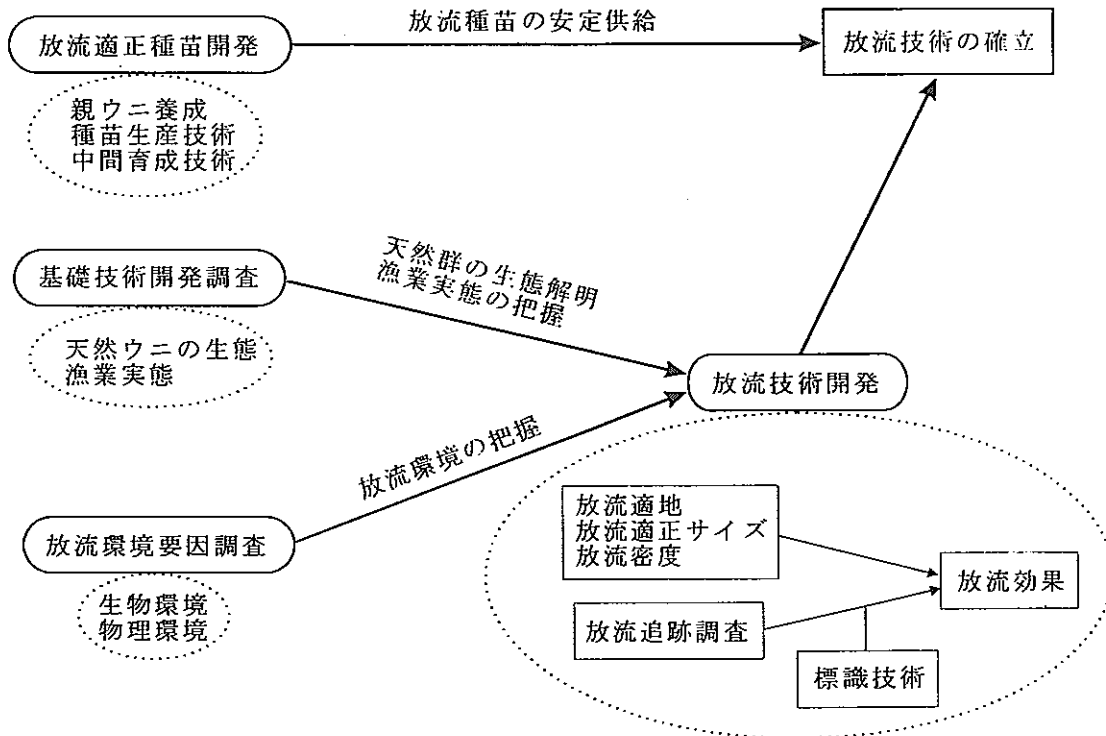 放流適正種苗開発
放流種苗の安定供給
放流技術の確立
親ウニ養成
種苗生産技術
中間育成技術
基礎技術開発調査
天然群の生態解明
漁業実態の把握
天然ウニの生態
漁業実態
放流技術開発
放流環境の把握
放流環境要因調査
生物環境
物理環境
放流適地
放流適正サイズ
放流密度
放流効果
放流追跡調査
標識技術